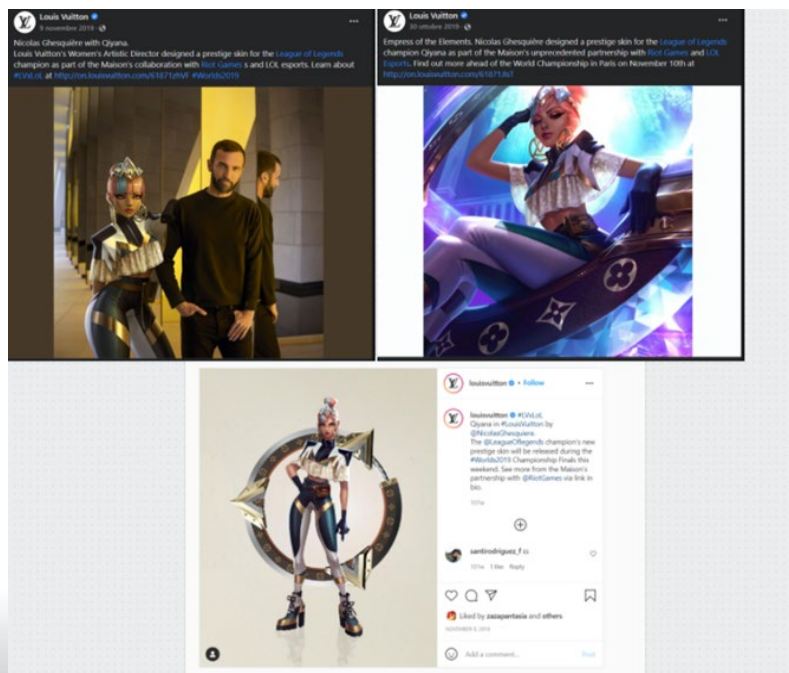 Louis Vuitton
9 novembre 2019
Nicolas Ghesquière with Qiyana.
Louis Vuitton's Women's Artistic Director designed a prestige skin for the League of Legends
champion as part of the Maison's collaboration with Riot Games s and LOL esports. Learn about
#LVxLoL at http://on.louisvuitton.com/61871zhVF #Worlds2019
Louis Vuitton
30 ottobre 2019
Empress of the Elements. Nicolas Ghesquière designed a prestige skin for the League of Legends
champion Qiyana as part of the Maison's unprecedented partnership with Riot Games and LOL
Esports. Find out more ahead of the World Championship in Paris on November 10th at
louisvuitton • Follow
louisvuitton #LVxLoL
Qiyana in #LouisVuitton by
@NicolasGhesquiere.
The @LeagueOflegends champion's new
prestige skin will be released during the
#Worlds2019 Championship Finals this
weekend. See more from the Maison's
partnership with @RiotGames via link in
bio.
101w
santirodriguez_f ss
101w 1 like Reply
Liked by zazapentasia and others
Add a comment...
Post